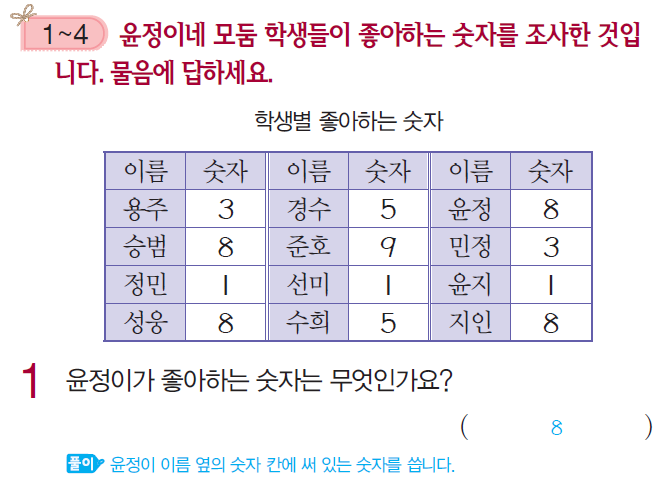 1~4 윤정이네 모둠 학생들이 좋아하는 숫자를 조사한 것입
니다. 물음에 답하세요.
학생별 좋아하는 숫자
이름 숫자 이름 숫자 이름 숫자
용주 3 경수 5 윤정 8
승범 8 준호 9 민정 3
정민 1 선미 1 윤지 1
성웅 8 수희 5 지인 8
1 윤정이가 좋아하는 숫자는 무엇인가요?
( 8 )
풀이 윤정이 이름 옆의 숫자 칸에 써 있는 숫자를 씁니다.